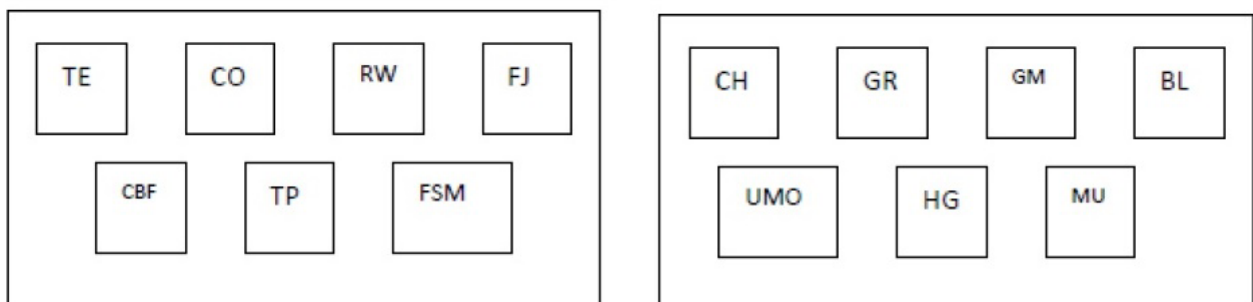 TE CO RW FJ
CBF TP FSM
CH GR GM BL
UMO HG MU